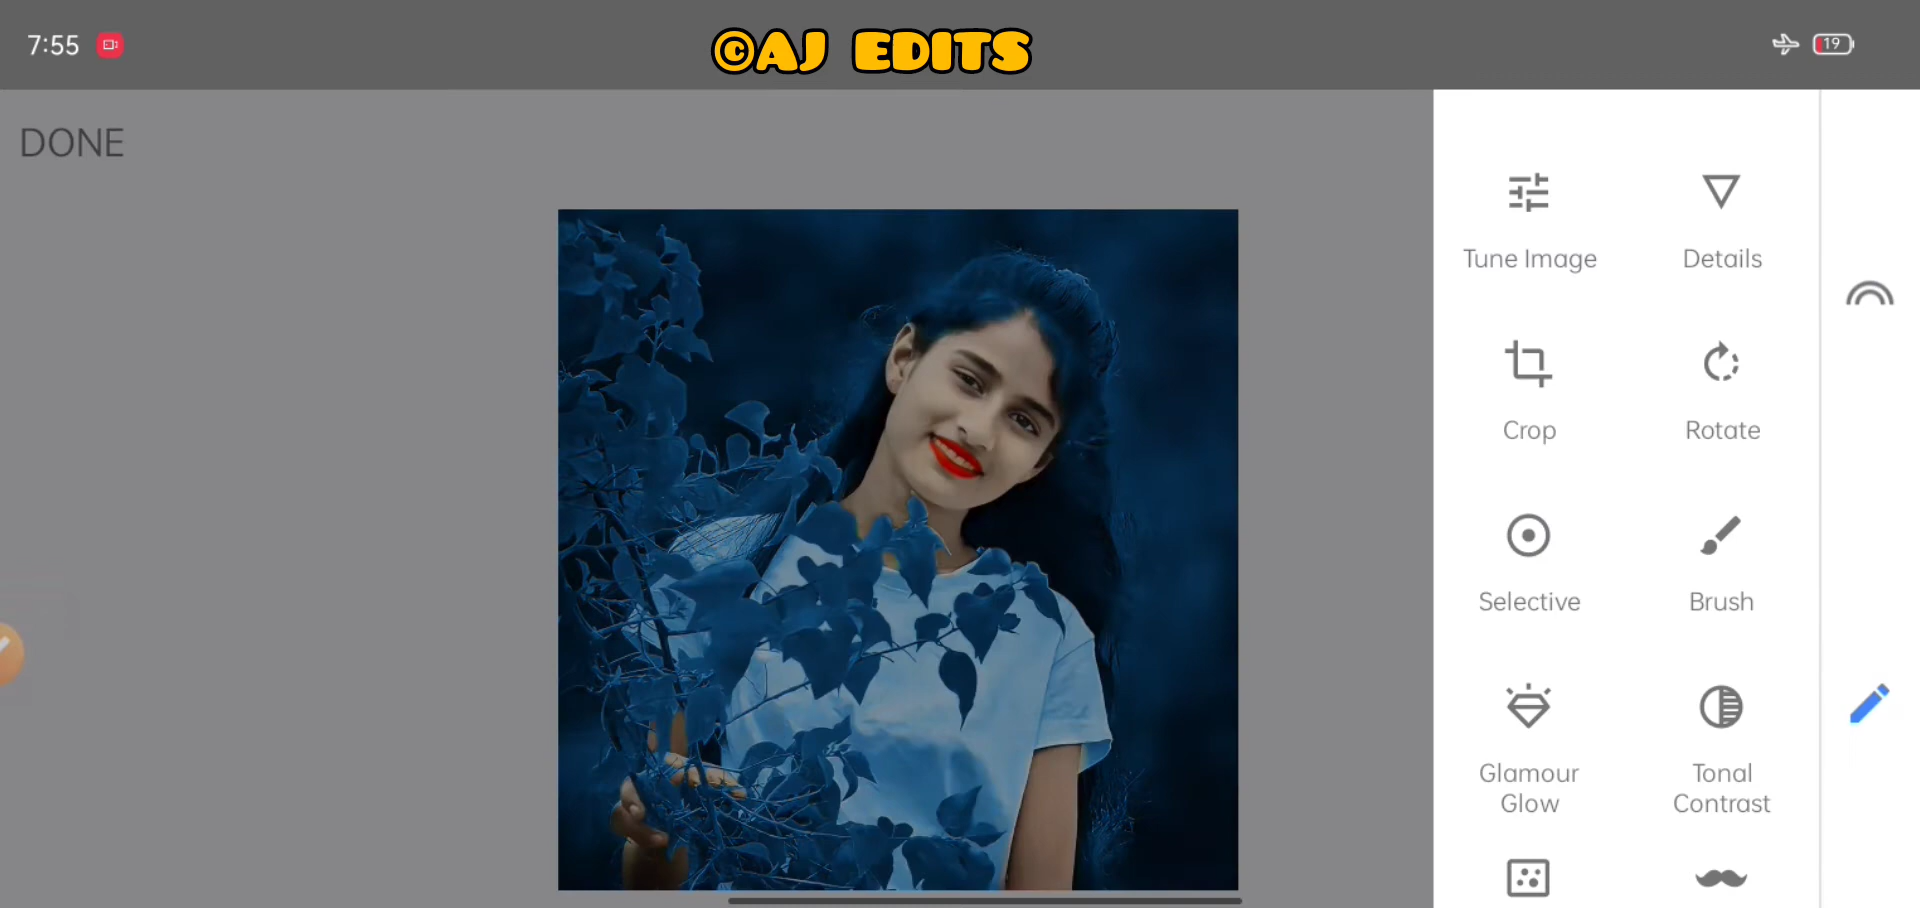 7:55
©AJ EDITS
19
DONE
Tune Image
Details
Crop
Rotate
Selective
Brush
Glamour
Glow
Tonal
Contrast